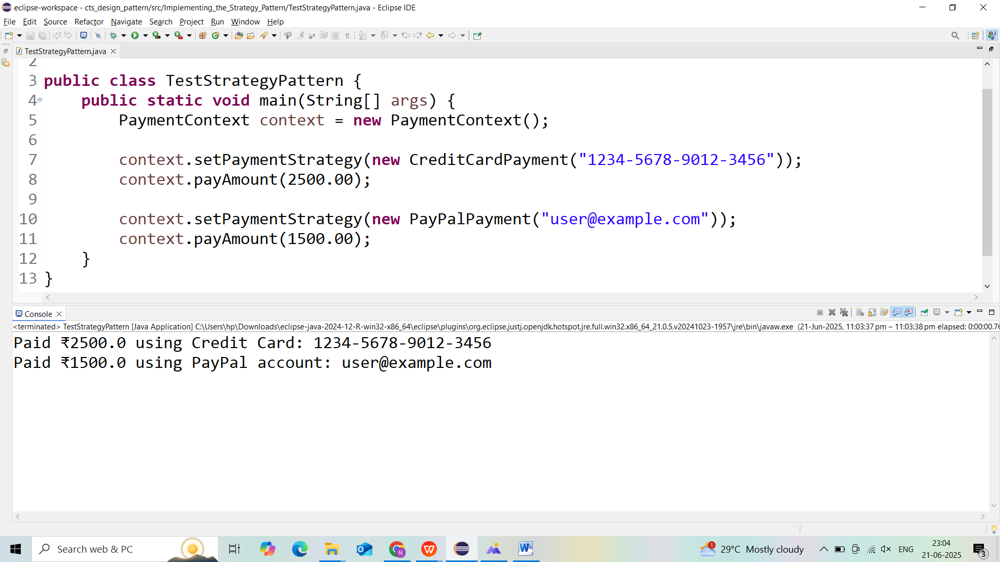 eclipse-workspace - cts_design_pattern/src/Implementing_the_Strategy_Pattern/TestStrategyPattern.java - Eclipse IDE
File Edit Source Refactor Navigate Search Project Run Window Help
TestStrategyPattern.java
2
3 public class TestStrategyPattern {
4 public static void main(String[] args) {
5 PaymentContext context = new PaymentContext();
6
7 context.setPaymentStrategy(new CreditCardPayment("1234-5678-9012-3456"));
8 context.payAmount(2500.00);
9
10 context.setPaymentStrategy(new PayPalPayment("user@example.com"));
11 context.payAmount(1500.00);
12 }
13 }
Console
<terminated> TestStrategyPattern [Java Application] C:\Users\hp\Downloads\eclipse-java-2024-12-R-win32-x86_64\eclipse\plugins\org.eclipse.justj.openjdk.hotspot.jre.full.win32.x86_64_21.0.5.v20241023-1957\jre\bin\javaw.exe (21-Jun-2025, 11:03:37 pm – 11:03:38 pm elapsed: 0:00:00.76
Paid ₹2500.0 using Credit Card: 1234-5678-9012-3456
Paid ₹1500.0 using PayPal account: user@example.com
Search web & PC
29°C Mostly cloudy
ENG
23:04
21-06-2025
3